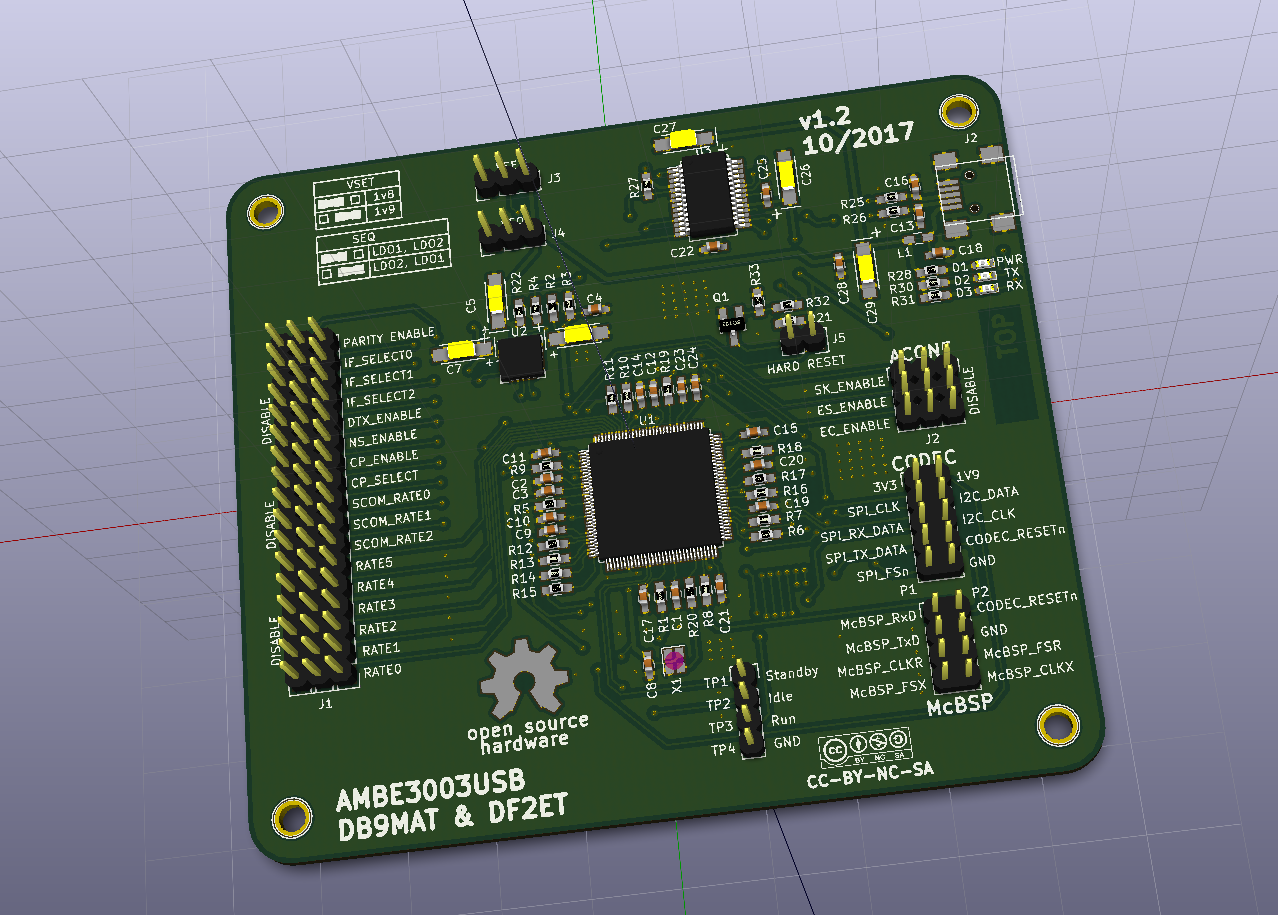 v1.2
10/2017
C27
U3
J2
VSET
1v8
1v9
SEQ
LDO1, LDO2
LDO2, LDO1
J3
J4
R27
C25
C26
C22
C16
R25
R26
C13
L1
C18
R28
R30
R31
D1
D2
D3
PWR
TX
RX
C28
C29
TOP
C5
R22
R4
R2
R3
C4
U2
C7
Q1
R33
R32
R21
J5
HARD RESET
PARITY ENABLE
IF_SELECT0
IF_SELECT1
IF_SELECT2
DTX_ENABLE
NS_ENABLE
CP_ENABLE
CP_SELECT
SCOM_RATE0
SCOM_RATE1
SCOM_RATE2
RATE5
RATE4
RATE3
RATE2
RATE1
RATE0
DISABLE
DISABLE
DISABLE
J1
R11
R10
C14
C12
R19
C23
C24
U1
C11
R9
C2
C3
R5
C10
C9
R12
R13
R14
R15
C15
R18
C20
R17
R16
C19
R7
R6
C17
R1
C1
R20
R8
C21
C8
X1
ACONF
SK_ENABLE
ES_ENABLE
EC_ENABLE
DISABLE
J2
CODEC
3V3
SPI_CLK
SPI_RX_DATA
SPI_TX_DATA
SPI_FSn
1V9
I2C_DATA
I2C_CLK
CODEC_RESETn
GND
P1
P2
McBSP_RxD
McBSP_TxD
McBSP_CLKR
McBSP_FSX
CODEC_RESETn
GND
McBSP_FSR
McBSP_CLKX
McBSP
TP1
TP2
TP3
TP4
Standby
Idle
Run
GND
open source
hardware
BY NC SA
CC-BY-NC-SA
AMBE3003USB
DB9MAT & DF2ET